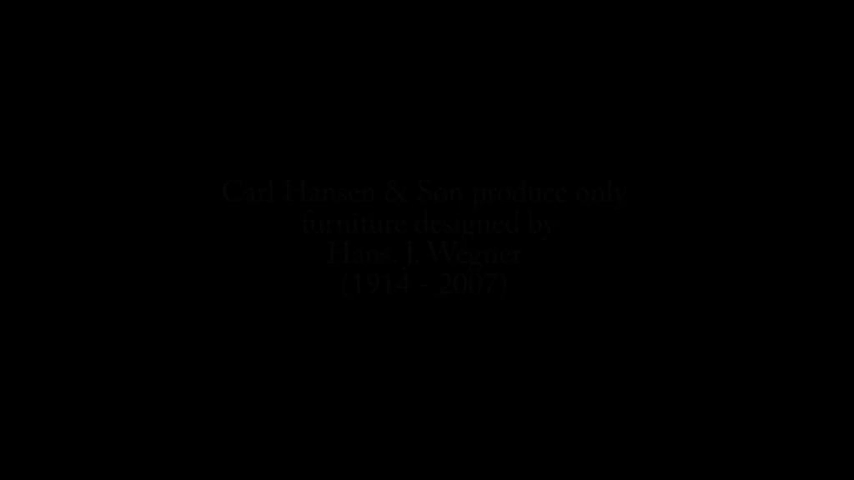 Carl Hansen & Son produce only
furniture designed by
Hans. J. Wegner
(1914 - 2007)